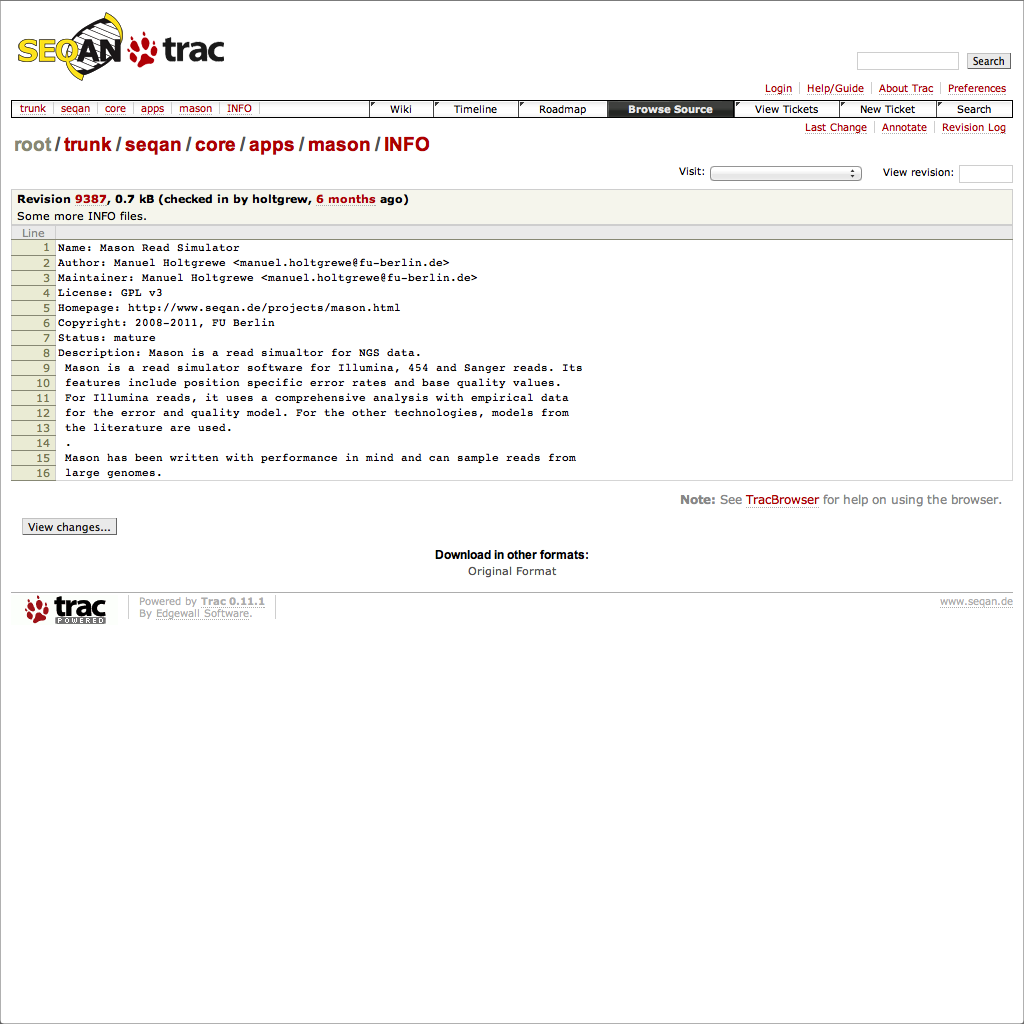 SEQAN trac
Search
Login Help/Guide About Trac Preferences
trunk seqan core apps mason INFO Wiki Timeline Roadmap Browse Source View Tickets New Ticket Search
Last Change Annotate Revision Log
root/trunk/seqan/core/apps/mason/INFO
Visit: View revision:
Revision 9387, 0.7 kB (checked in by holtgrew, 6 months ago)
Some more INFO files.
Line
1 Name: Mason Read Simulator
2 Author: Manuel Holtgrewe <manuel.holtgrewe@fu-berlin.de>
3 Maintainer: Manuel Holtgrewe <manuel.holtgrewe@fu-berlin.de>
4 License: GPL v3
5 Homepage: http://www.seqan.de/projects/mason.html
6 Copyright: 2008-2011, FU Berlin
7 Status: mature
8 Description: Mason is a read simualtor for NGS data.
9 Mason is a read simulator software for Illumina, 454 and Sanger reads. Its
10 features include position specific error rates and base quality values.
11 For Illumina reads, it uses a comprehensive analysis with empirical data
12 for the error and quality model. For the other technologies, models from
13 the literature are used.
14 .
15 Mason has been written with performance in mind and can sample reads from
16 large genomes.
Note: See TracBrowser for help on using the browser.
View changes...
Download in other formats:
Original Format
trac POWERED
Powered by Trac 0.11.1
By Edgewall Software.
www.seqan.de